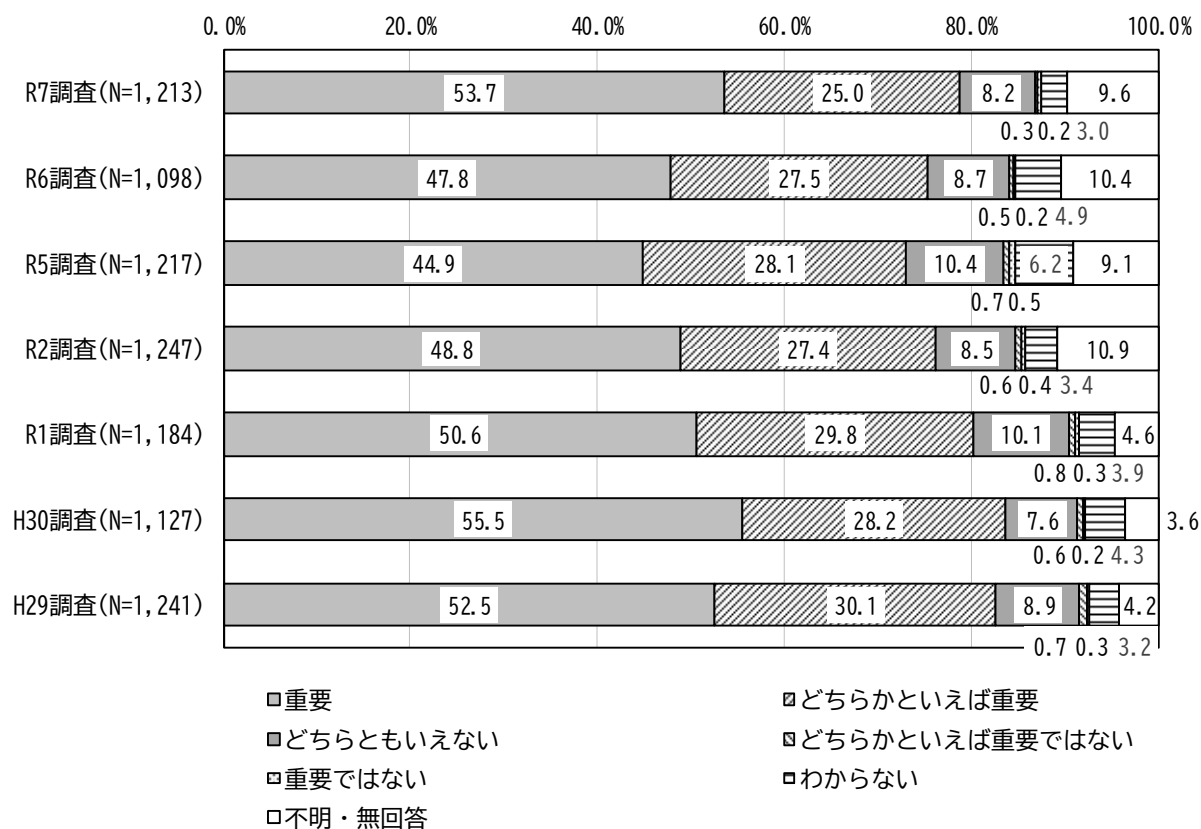 0.0% 20.0% 40.0% 60.0% 80.0% 100.0%
R7調査(N=1,213) 53.7 25.0 8.2 9.6
0.3 0.2 3.0
R6調査(N=1,098) 47.8 27.5 8.7 10.4
0.5 0.2 4.9
R5調査(N=1,217) 44.9 28.1 10.4 6.2 9.1
0.7 0.5
R2調査(N=1,247) 48.8 27.4 8.5 10.9
0.6 0.4 3.4
R1調査(N=1,184) 50.6 29.8 10.1 4.6
0.8 0.3 3.9
H30調査(N=1,127) 55.5 28.2 7.6 3.6
0.6 0.2 4.3
H29調査(N=1,241) 52.5 30.1 8.9 4.2
0.7 0.3 3.2
重要 どちらかといえば重要
どちらともいえない どちらかといえば重要ではない
重要ではない わからない
不明・無回答